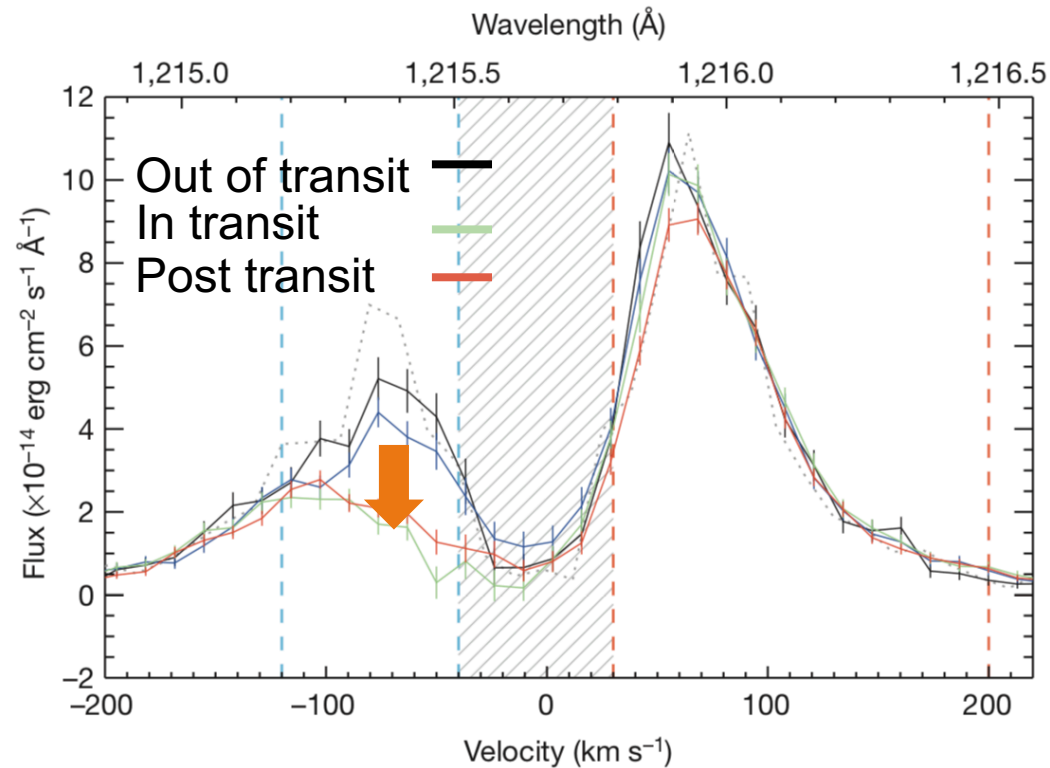 Wavelength (Å)
1,215.0 1,215.5 1,216.0 1,216.5
12
10
8
6
4
2
0
−2
Flux (×10⁻¹⁴ erg cm⁻² s⁻¹ Å⁻¹)
Out of transit
In transit
Post transit
−200 −100 0 100 200
Velocity (km s⁻¹)